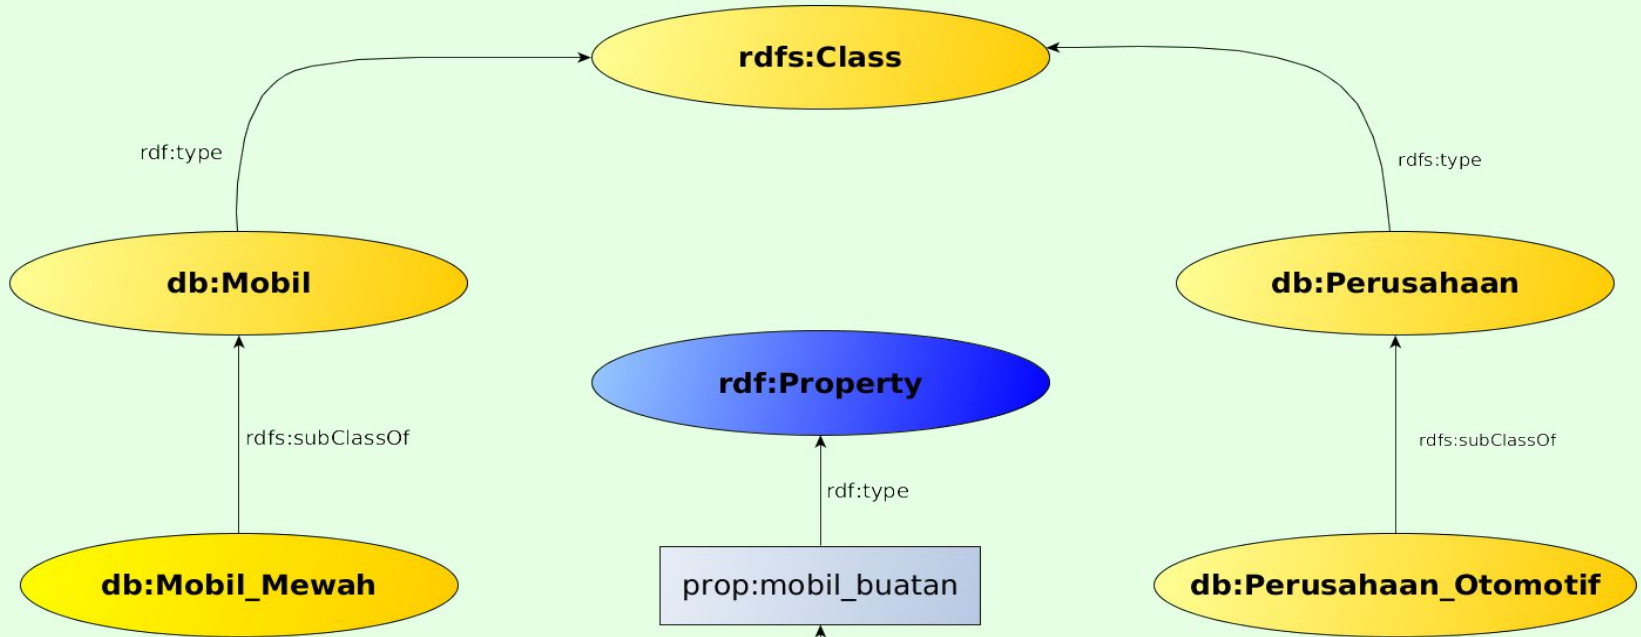 rdfs:Class
rdf:type
rdfs:type
db:Mobil
db:Perusahaan
rdf:Property
rdfs:subClassOf
rdfs:subClassOf
rdf:type
db:Mobil_Mewah
prop:mobil_buatan
db:Perusahaan_Otomotif